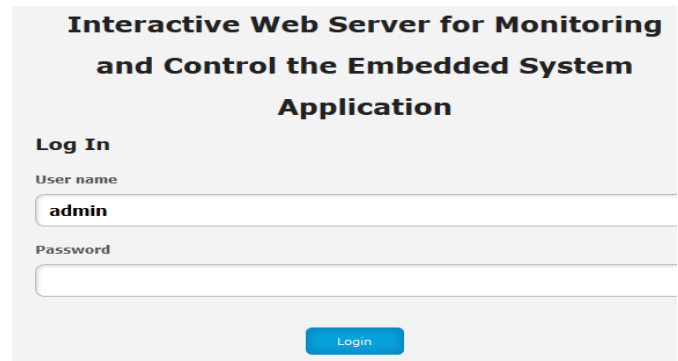 Interactive Web Server for Monitoring
and Control the Embedded System
Application
Log In
User name
admin
Password
Login